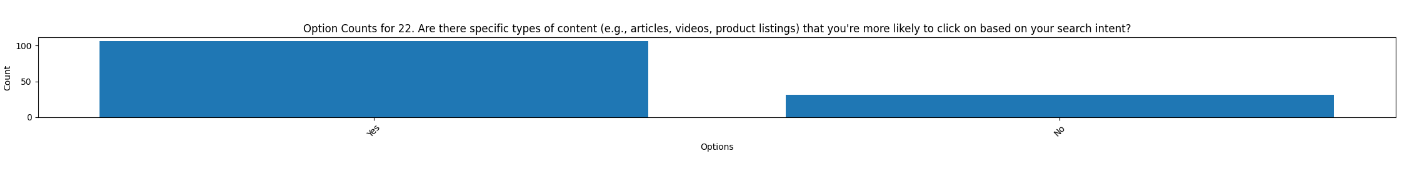 Option Counts for 22. Are there specific types of content (e.g., articles, videos, product listings) that you're more likely to click on based on your search intent?
100
50
0
Count
Yes
No
Options